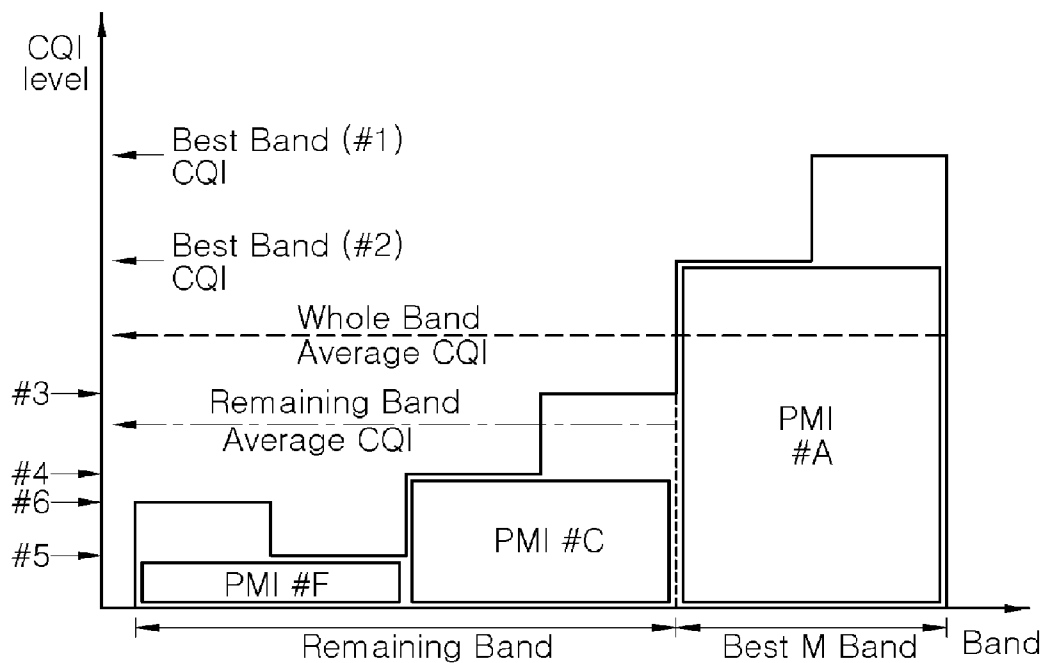 CQI
level
Best Band (#1)
CQI
Best Band (#2)
CQI
Whole Band
Average CQI
#3
Remaining Band
Average CQI
#4
#6
#5
PMI
#A
PMI #C
PMI #F
Remaining Band
Best M Band
Band